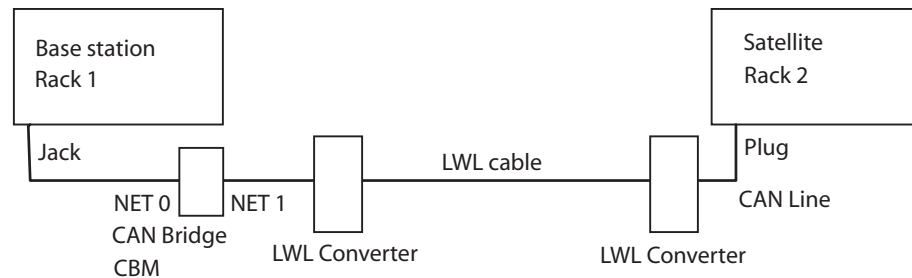 Base station
Rack 1
Satellite
Rack 2
Jack
LWL cable
Plug
NET 0
NET 1
CAN Line
CAN Bridge
CBM
LWL Converter
LWL Converter